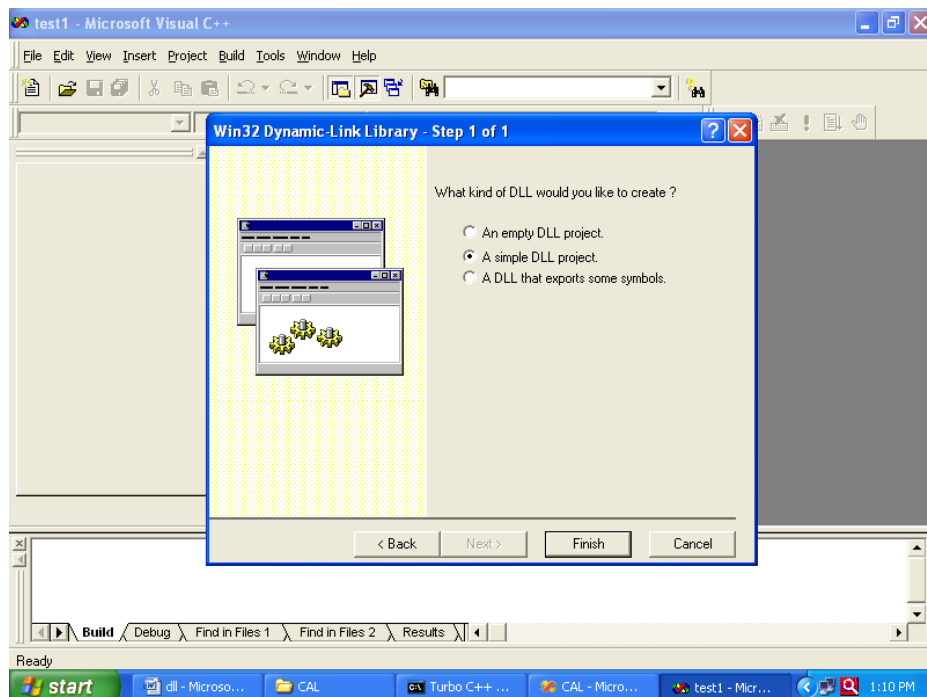 test1 - Microsoft Visual C++
File Edit View Insert Project Build Tools Window Help
Win32 Dynamic-Link Library - Step 1 of 1
What kind of DLL would you like to create ?
An empty DLL project.
A simple DLL project.
A DLL that exports some symbols.
< Back Next > Finish Cancel
Build Debug Find in Files 1 Find in Files 2 Results
Ready
start dll - Microso... CAL Turbo C++ ... CAL - Micro... test1 - Micr... 1:10 PM